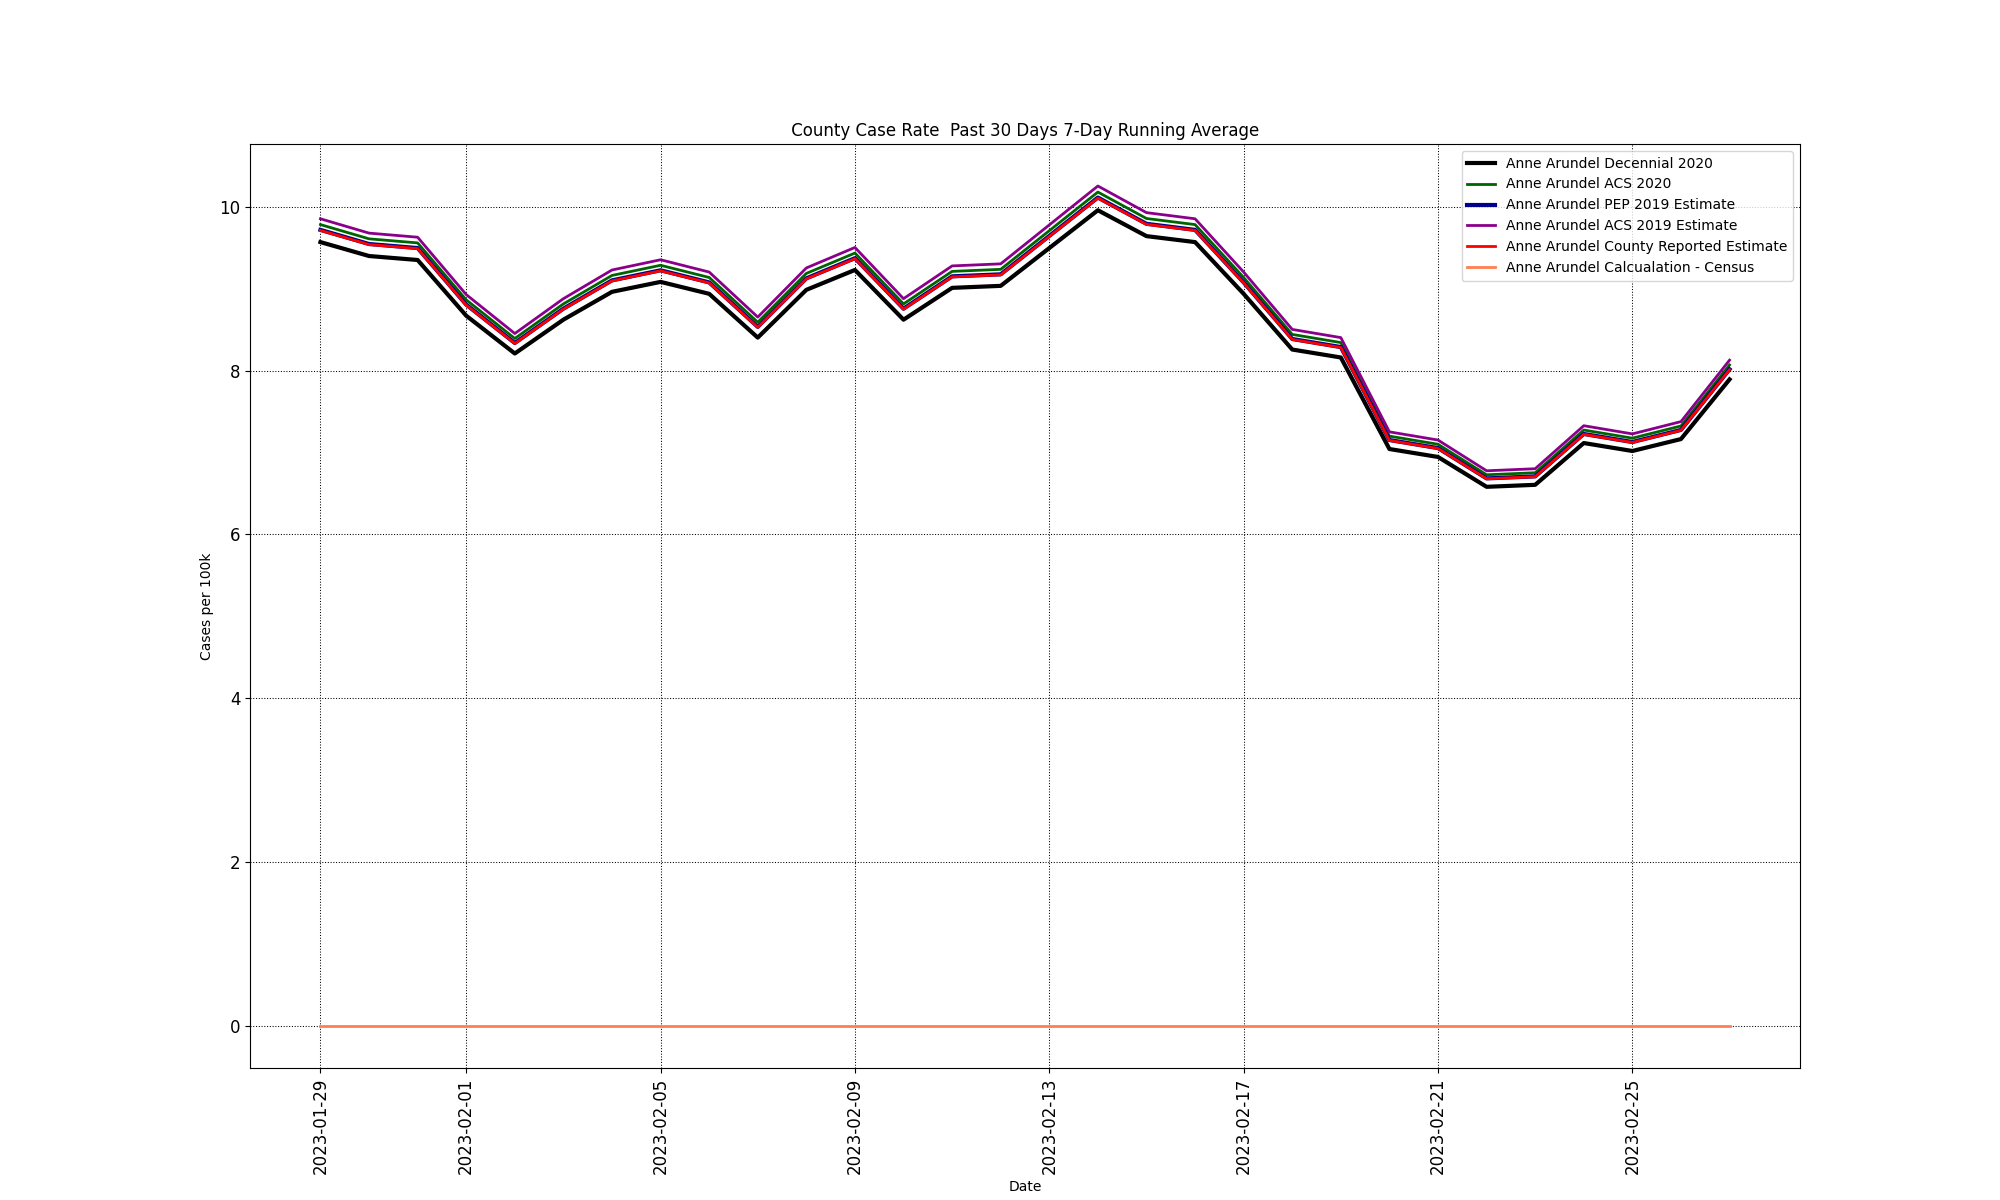 County Case Rate  Past 30 Days 7-Day Running Average
Anne Arundel Decennial 2020
Anne Arundel ACS 2020
Anne Arundel PEP 2019 Estimate
Anne Arundel ACS 2019 Estimate
Anne Arundel County Reported Estimate
Anne Arundel Calcualation - Census
10
8
6
4
2
0
Cases per 100k
2023-01-29
2023-02-01
2023-02-05
2023-02-09
2023-02-13
2023-02-17
2023-02-21
2023-02-25
Date